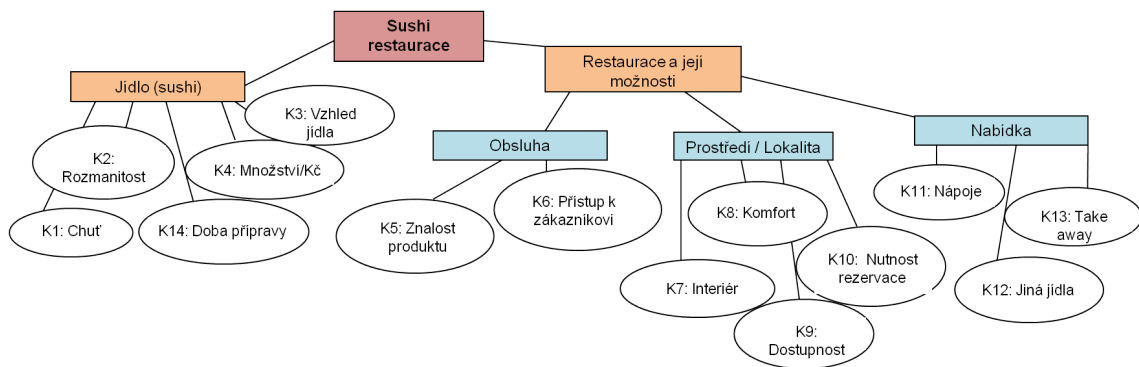 Sushi
restaurace
Jídlo (sushi)
Restaurace a její
možnosti
K3: Vzhled
jídla
K2:
Rozmanitost
K4: Množství/Kč
K1: Chuť
K14: Doba přípravy
Obsluha
K5: Znalost
produktu
K6: Přístup k
zákazníkovi
Prostředí / Lokalita
K8: Komfort
K7: Interiér
K10: Nutnost
rezervace
K9:
Dostupnost
Nabídka
K11: Nápoje
K13: Take
away
K12: Jiná jídla